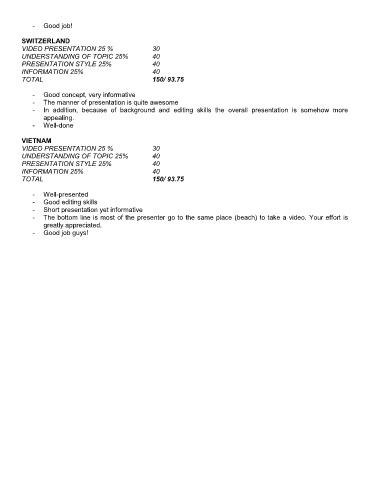 - Good job!
SWITZERLAND
VIDEO PRESENTATION 25 % 30
UNDERSTANDING OF TOPIC 25% 40
PRESENTATION STYLE 25% 40
INFORMATION 25% 40
TOTAL 150/ 93.75
- Good concept, very informative
- The manner of presentation is quite awesome
- In addition, because of background and editing skills the overall presentation is somehow more
appealing.
- Well-done
VIETNAM
VIDEO PRESENTATION 25 % 30
UNDERSTANDING OF TOPIC 25% 40
PRESENTATION STYLE 25% 40
INFORMATION 25% 40
TOTAL 150/ 93.75
- Well-presented
- Good editing skills
- Short presentation yet informative
- The bottom line is most of the presenter go to the same place (beach) to take a video. Your effort is
greatly appreciated.
- Good job guys!